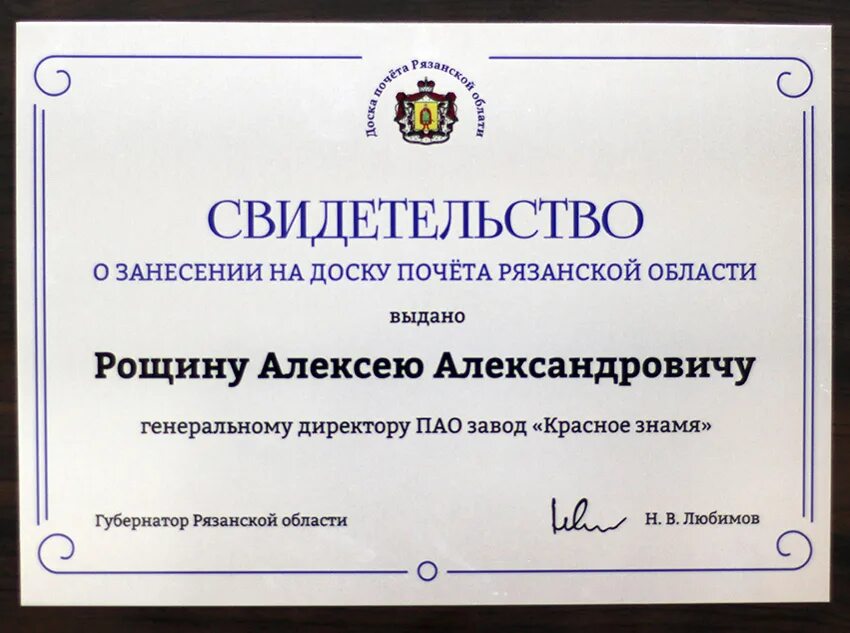 Доска почёта Рязанской облати
СВИДЕТЕЛЬСТВО
О ЗАНЕСЕНИИ НА ДОСКУ ПОЧЁТА РЯЗАНСКОЙ ОБЛАСТИ
выдано
Рощину Алексею Александровичу
генеральному директору ПАО завод «Красное знамя»
Губернатор Рязанской области
Н. В. Любимов